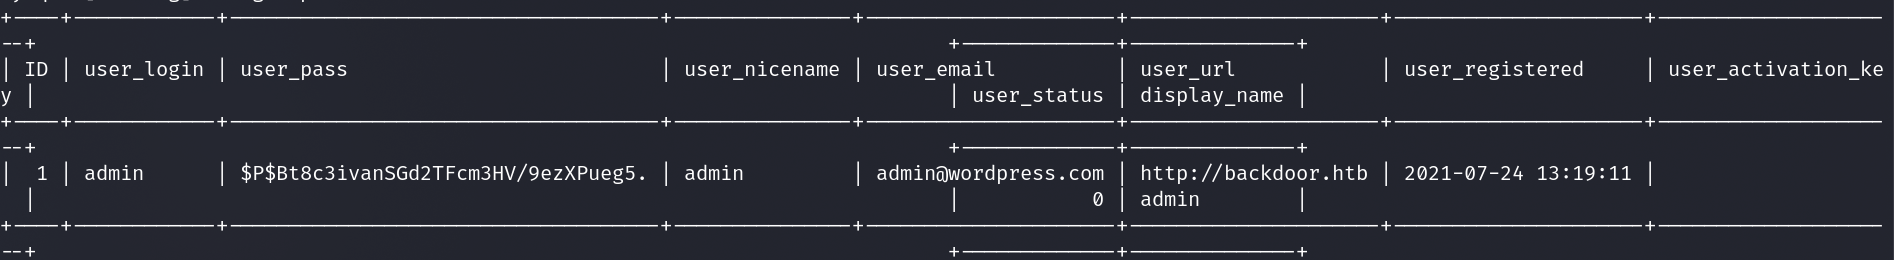 +----+------------+------------------------------------+---------------+---------------------+---------------------+---------------------+-------------------
--+ +-------------+--------------+
| ID | user_login | user_pass | user_nicename | user_email | user_url | user_registered | user_activation_ke
y | | user_status | display_name |
+----+------------+------------------------------------+---------------+---------------------+---------------------+---------------------+-------------------
--+ +-------------+--------------+
| 1 | admin | $P$Bt8c3ivanSGd2TFcm3HV/9ezXPueg5. | admin | admin@wordpress.com | http://backdoor.htb | 2021-07-24 13:19:11 |
| | 0 | admin |
+----+------------+------------------------------------+---------------+---------------------+---------------------+---------------------+-------------------
--+ +-------------+--------------+